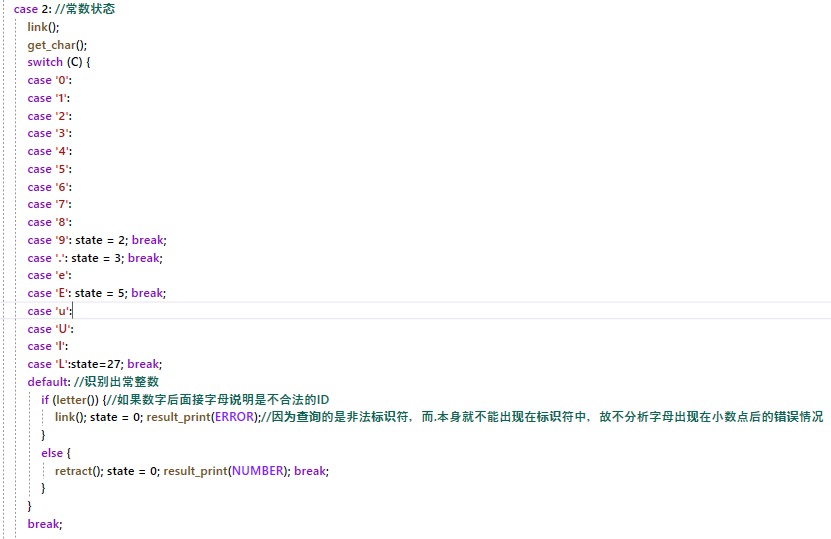 case 2: //常数状态
link();
get_char();
switch (C) {
case '0':
case '1':
case '2':
case '3':
case '4':
case '5':
case '6':
case '7':
case '8':
case '9': state = 2; break;
case '.': state = 3; break;
case 'e':
case 'E': state = 5; break;
case 'u':
case 'U':
case 'l':
case 'L':state=27; break;
default: //识别出常整数
if (letter()) {//如果数字后面接字母说明是不合法的ID
link(); state = 0; result_print(ERROR);//因为查询的是非法标识符，而.本身就不能出现在标识符中，故不分析字母出现在小数点后的错误情况
}
else {
retract(); state = 0; result_print(NUMBER); break;
}
}
break;